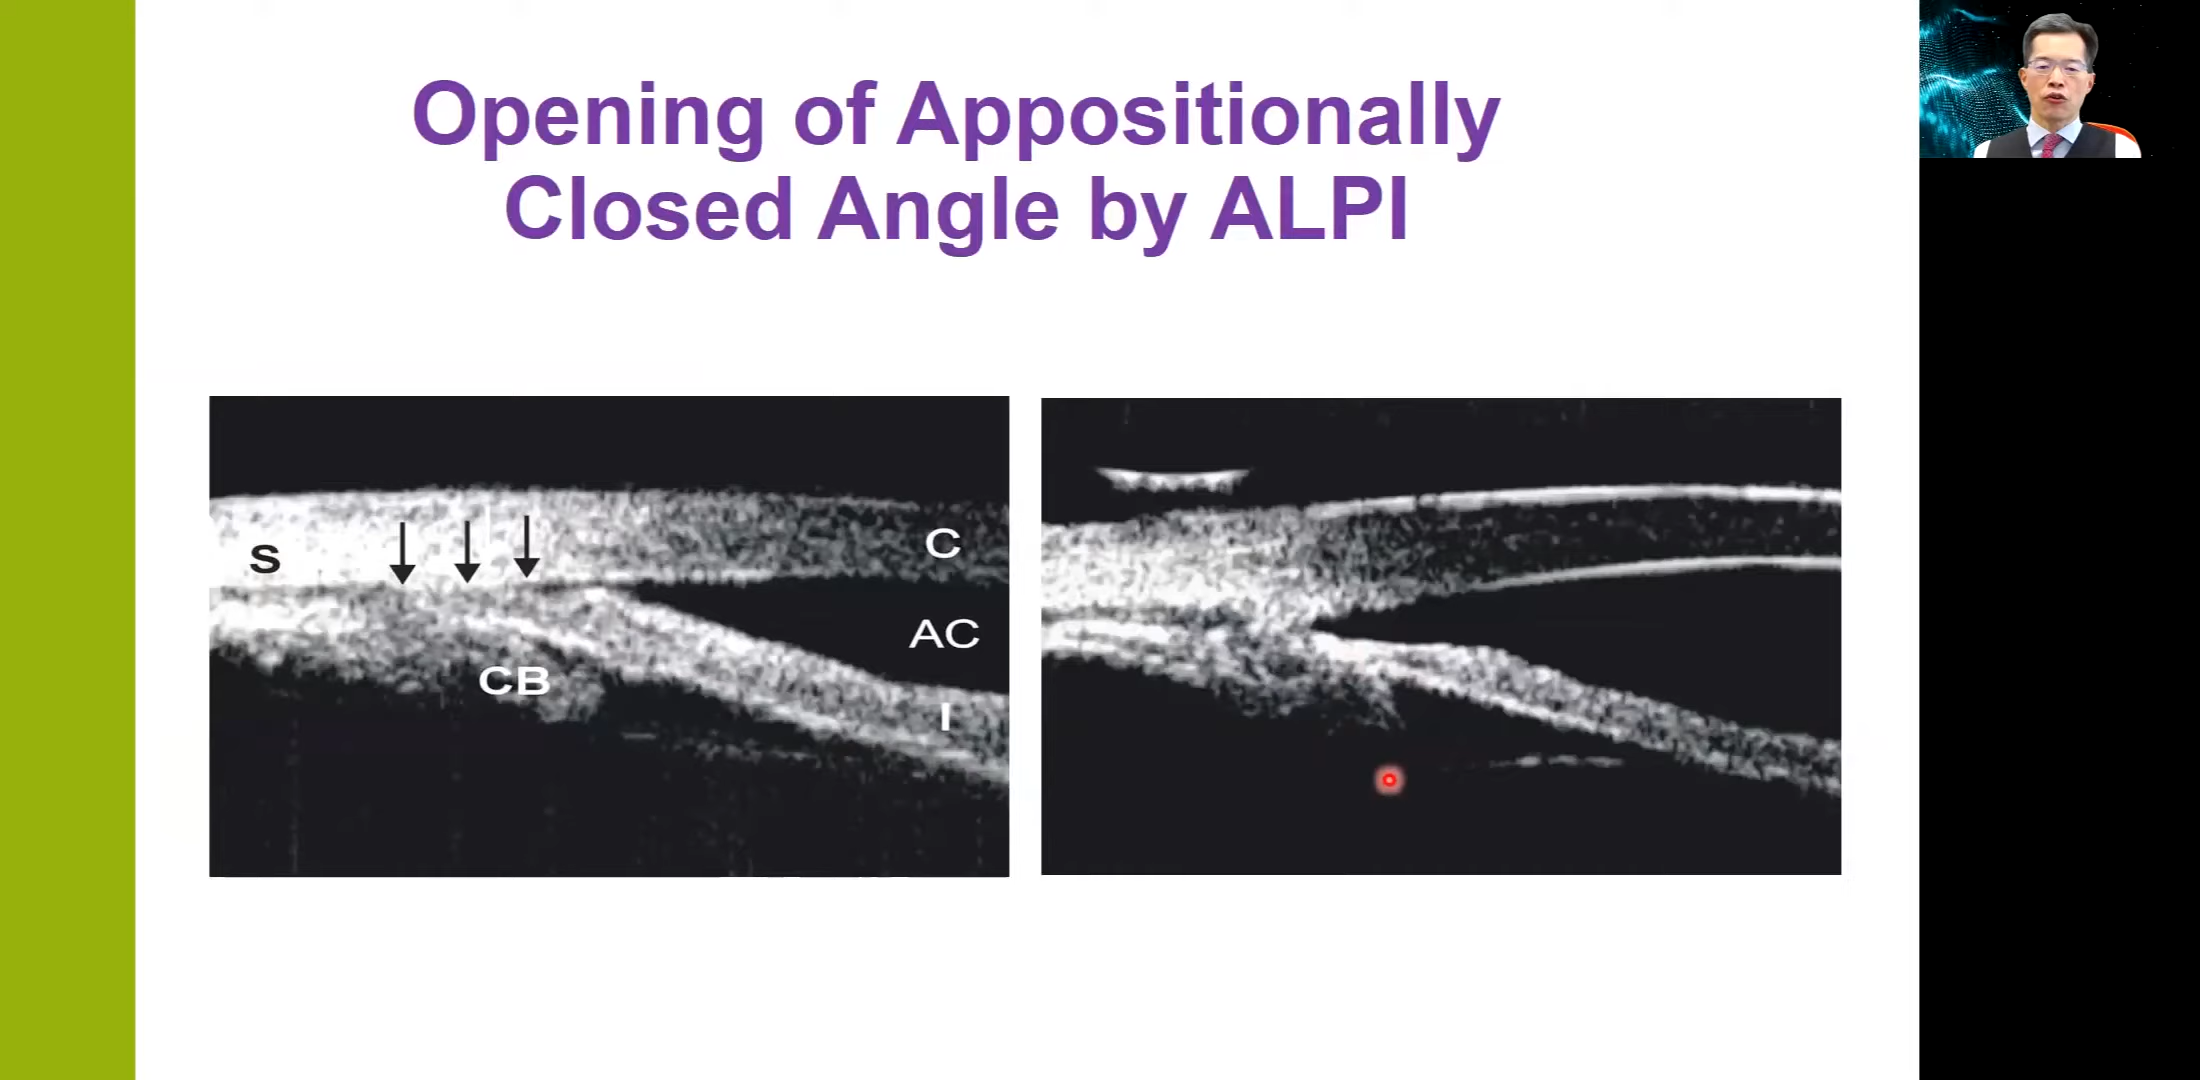 Opening of Appositionally
Closed Angle by ALPI
S
C
AC
CB
I